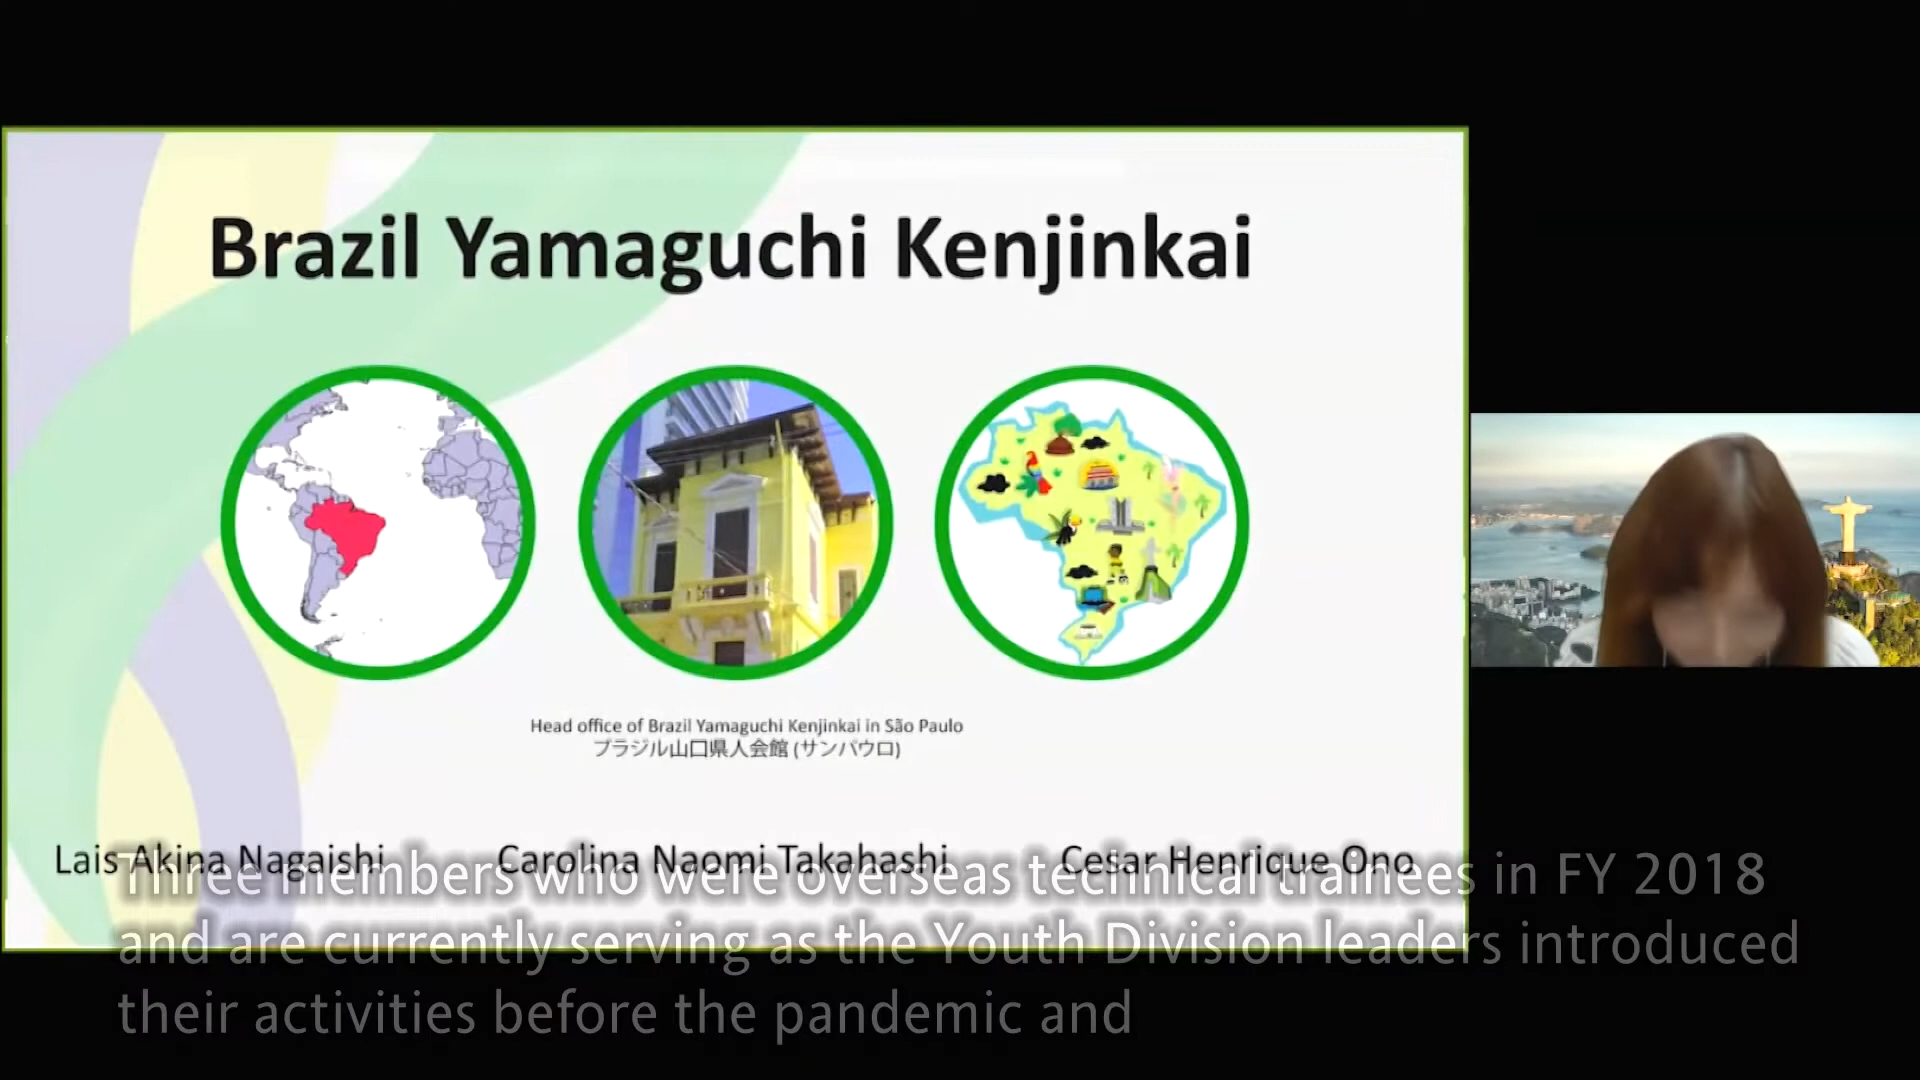 Brazil Yamaguchi Kenjinkai
Head office of Brazil Yamaguchi Kenjinkai in São Paulo
ブラジル山口県人会館 (サンパウロ)
Lais Akina Nagaishi Carolina Naomi Takahashi Cesar Henrique Ono
Three members who were overseas technical trainees in FY 2018
and are currently serving as the Youth Division leaders introduced
their activities before the pandemic and